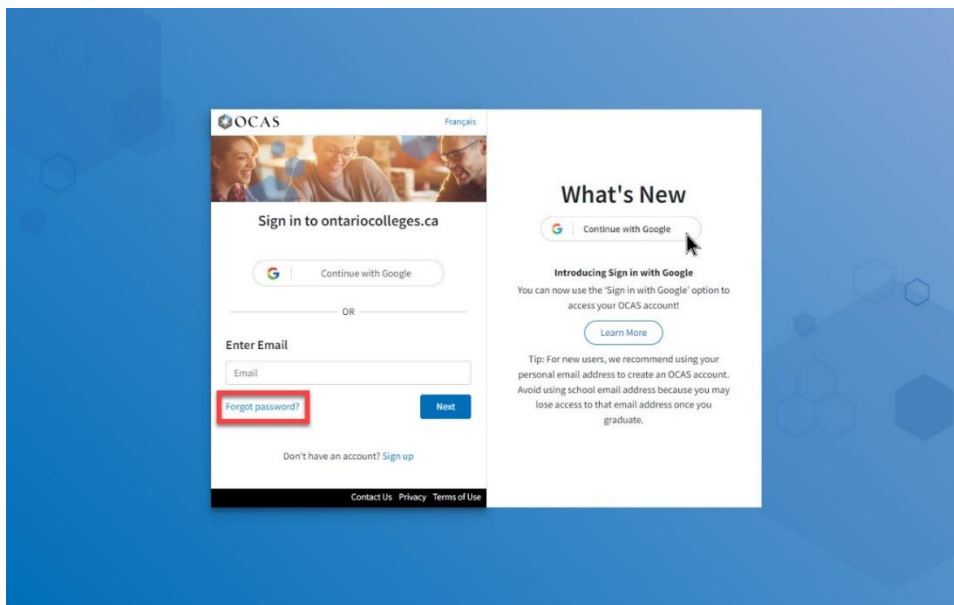 OCAS
Français
Sign in to ontariocolleges.ca
Continue with Google
OR
Enter Email
Email
Forgot password?
Next
Don't have an account? Sign up
Contact Us Privacy Terms of Use
What's New
Continue with Google
Introducing Sign in with Google
You can now use the 'Sign in with Google' option to
access your OCAS account!
Learn More
Tip: For new users, we recommend using your
personal email address to create an OCAS account.
Avoid using school email address because you may
lose access to that email address once you
graduate.